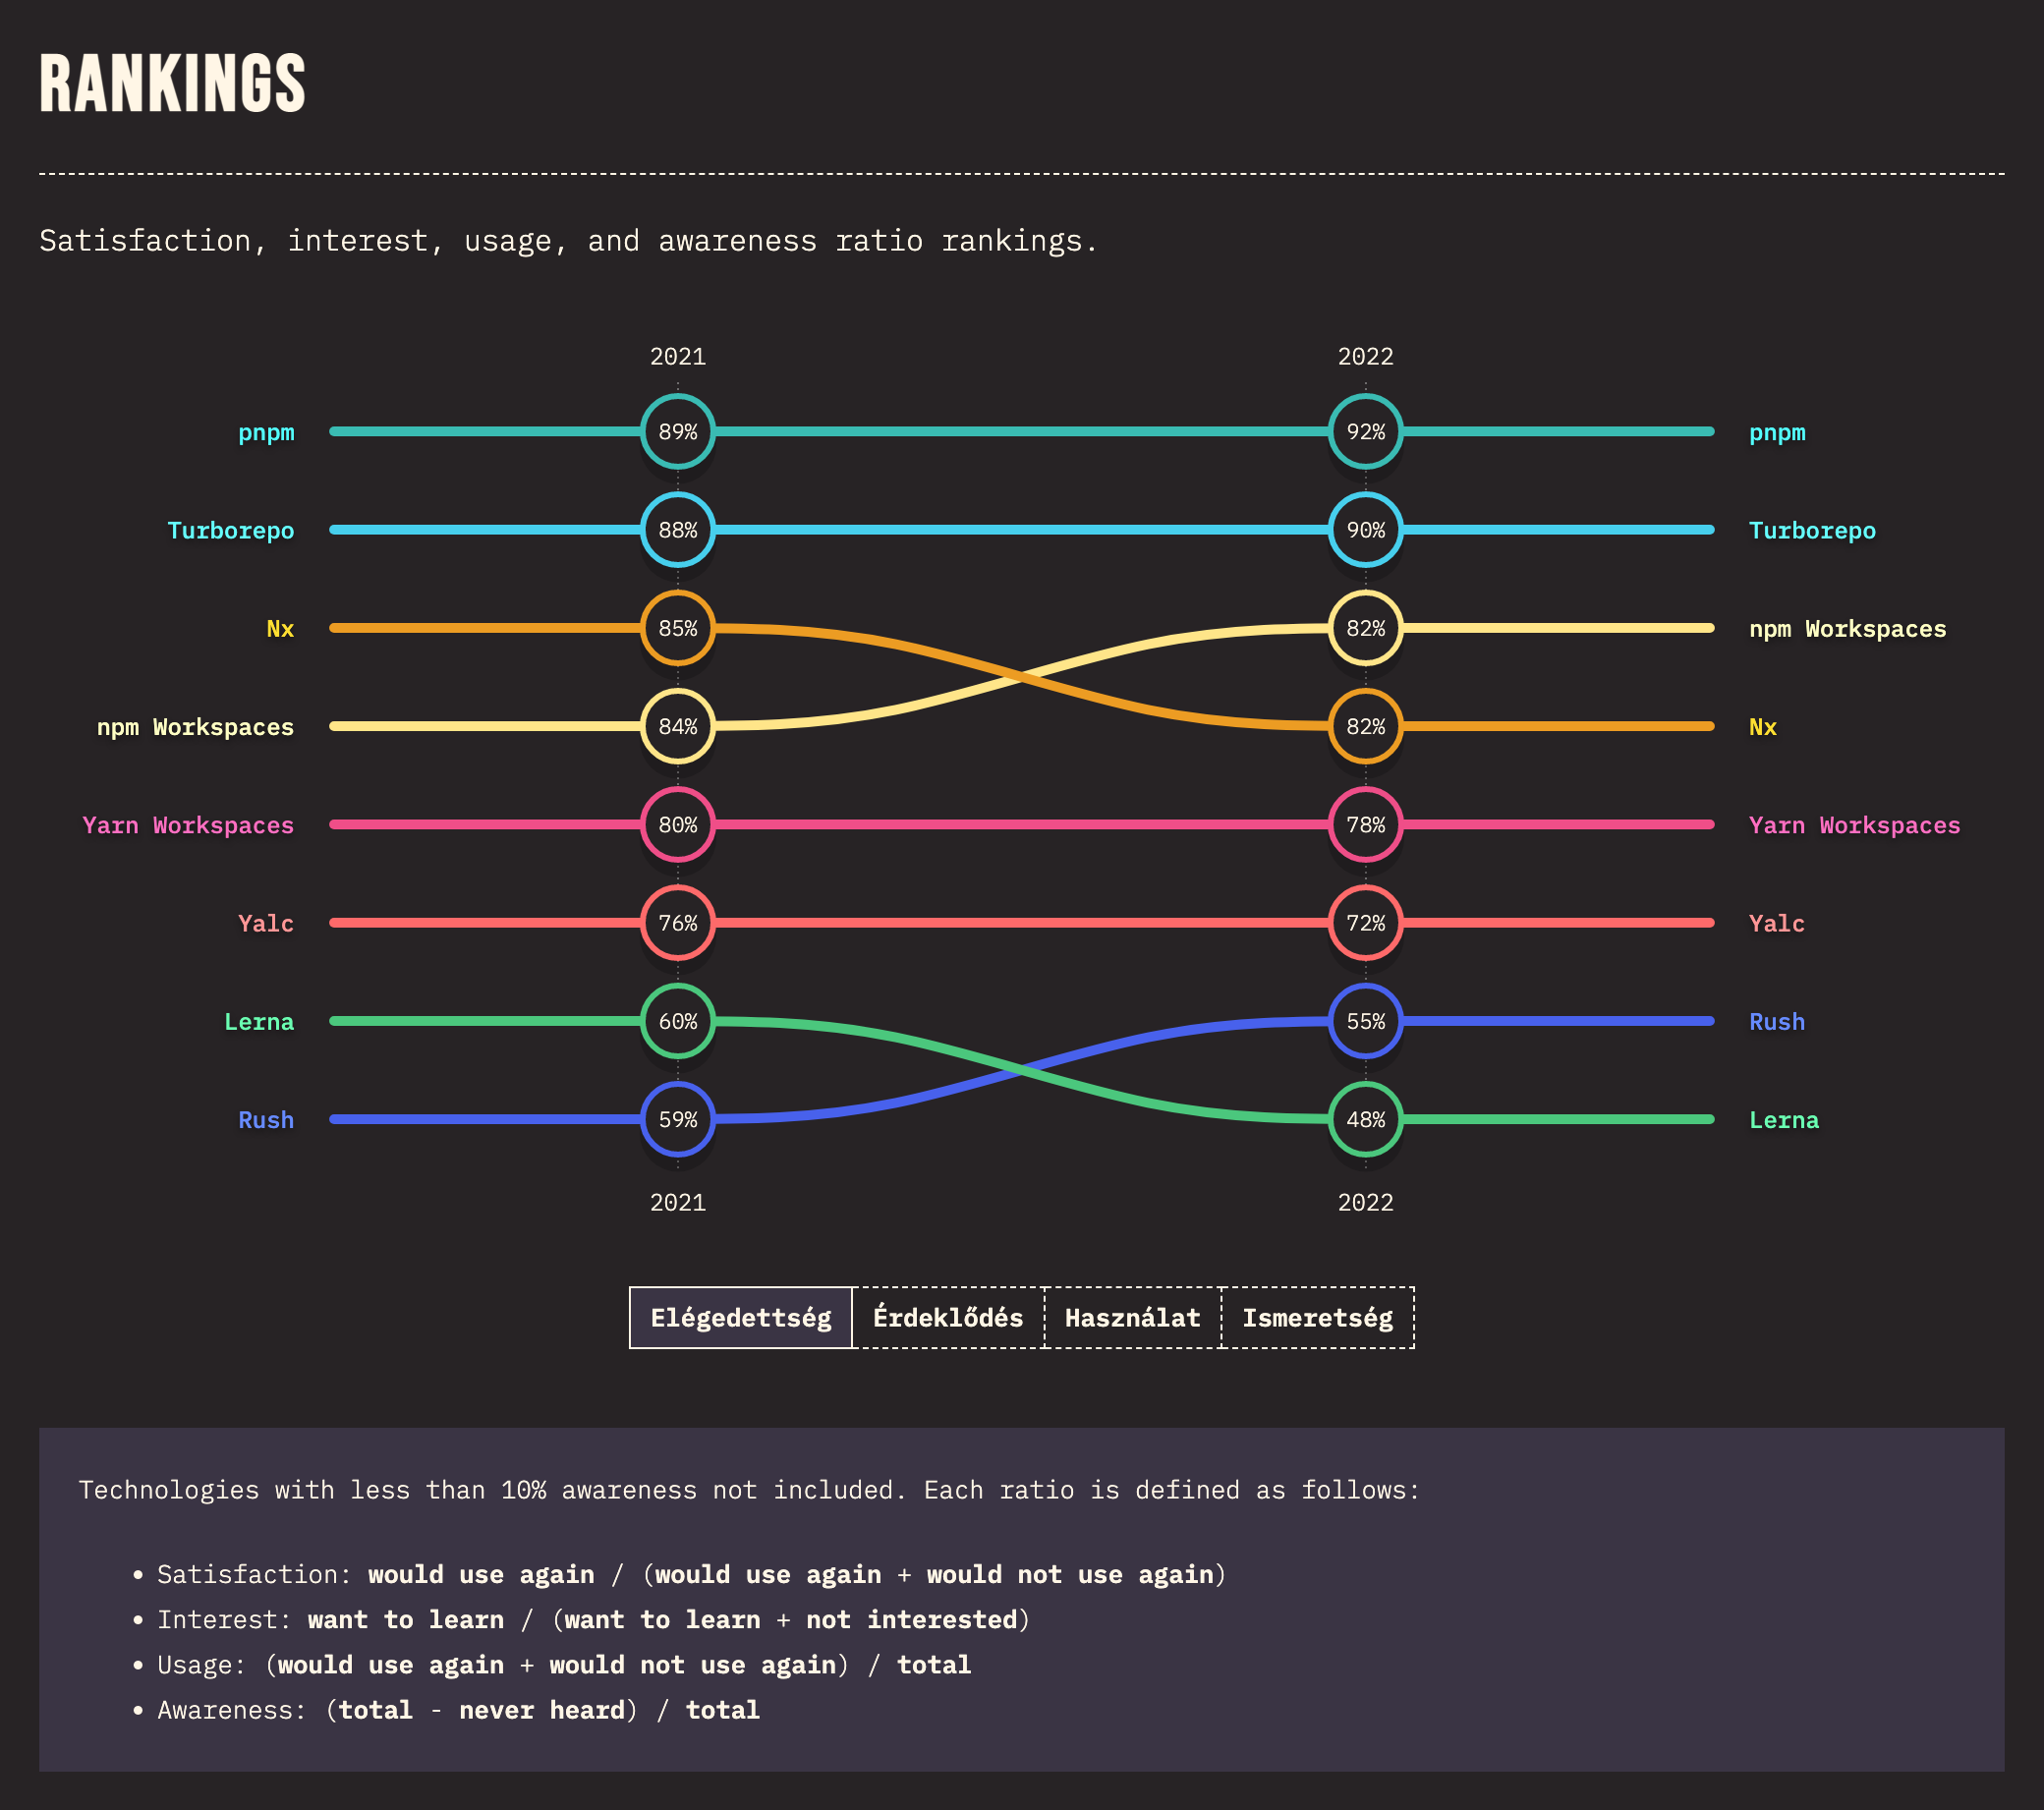 RANKINGS
Satisfaction, interest, usage, and awareness ratio rankings.
2021 2022
pnpm 89% 92% pnpm
Turborepo 88% 90% Turborepo
Nx 85% 82% npm Workspaces
npm Workspaces 84% 82% Nx
Yarn Workspaces 80% 78% Yarn Workspaces
Yalc 76% 72% Yalc
Lerna 60% 55% Rush
Rush 59% 48% Lerna
2021 2022
Elégedettség Érdeklődés Használat Ismeretség
Technologies with less than 10% awareness not included. Each ratio is defined as follows:
• Satisfaction: would use again / (would use again + would not use again)
• Interest: want to learn / (want to learn + not interested)
• Usage: (would use again + would not use again) / total
• Awareness: (total - never heard) / total